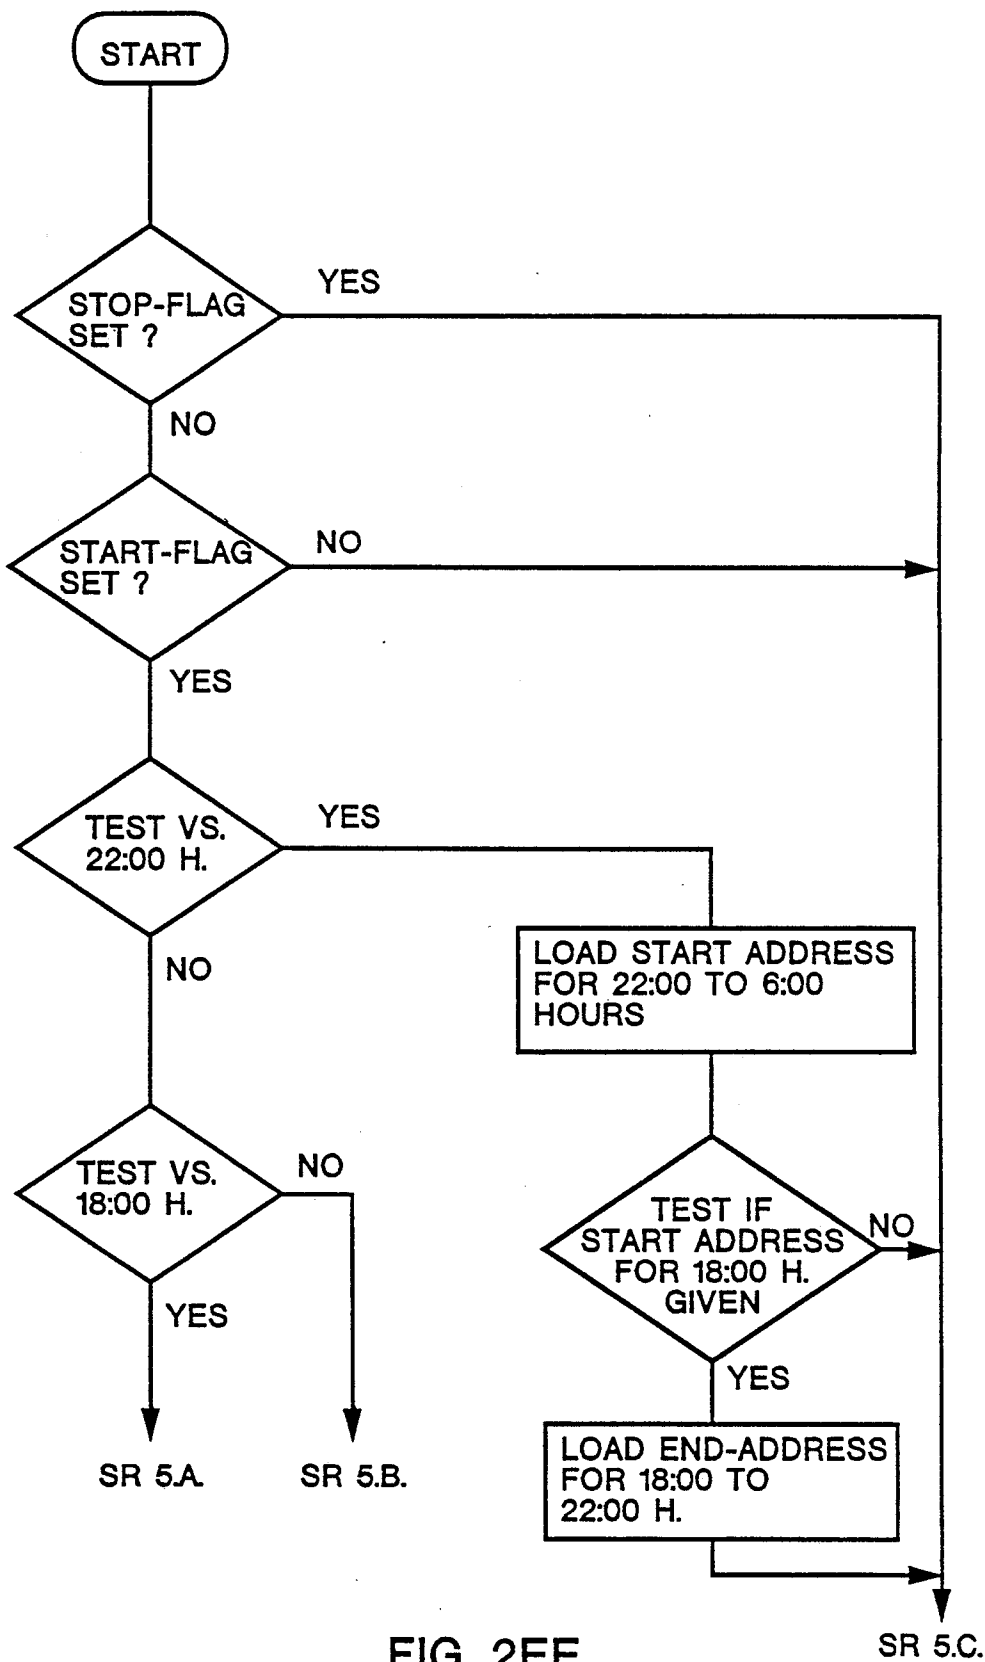 START
YES
STOP-FLAG
SET ?
NO
NO
START-FLAG
SET ?
YES
YES
TEST VS.
22:00 H.
NO
LOAD START ADDRESS
FOR 22:00 TO 6:00
HOURS
NO
TEST VS.
18:00 H.
YES
TEST IF
START ADDRESS
FOR 18:00 H.
GIVEN
NO
YES
LOAD END-ADDRESS
FOR 18:00 TO
22:00 H.
SR 5.A.
SR 5.B.
SR 5.C.
FIG. 2EE